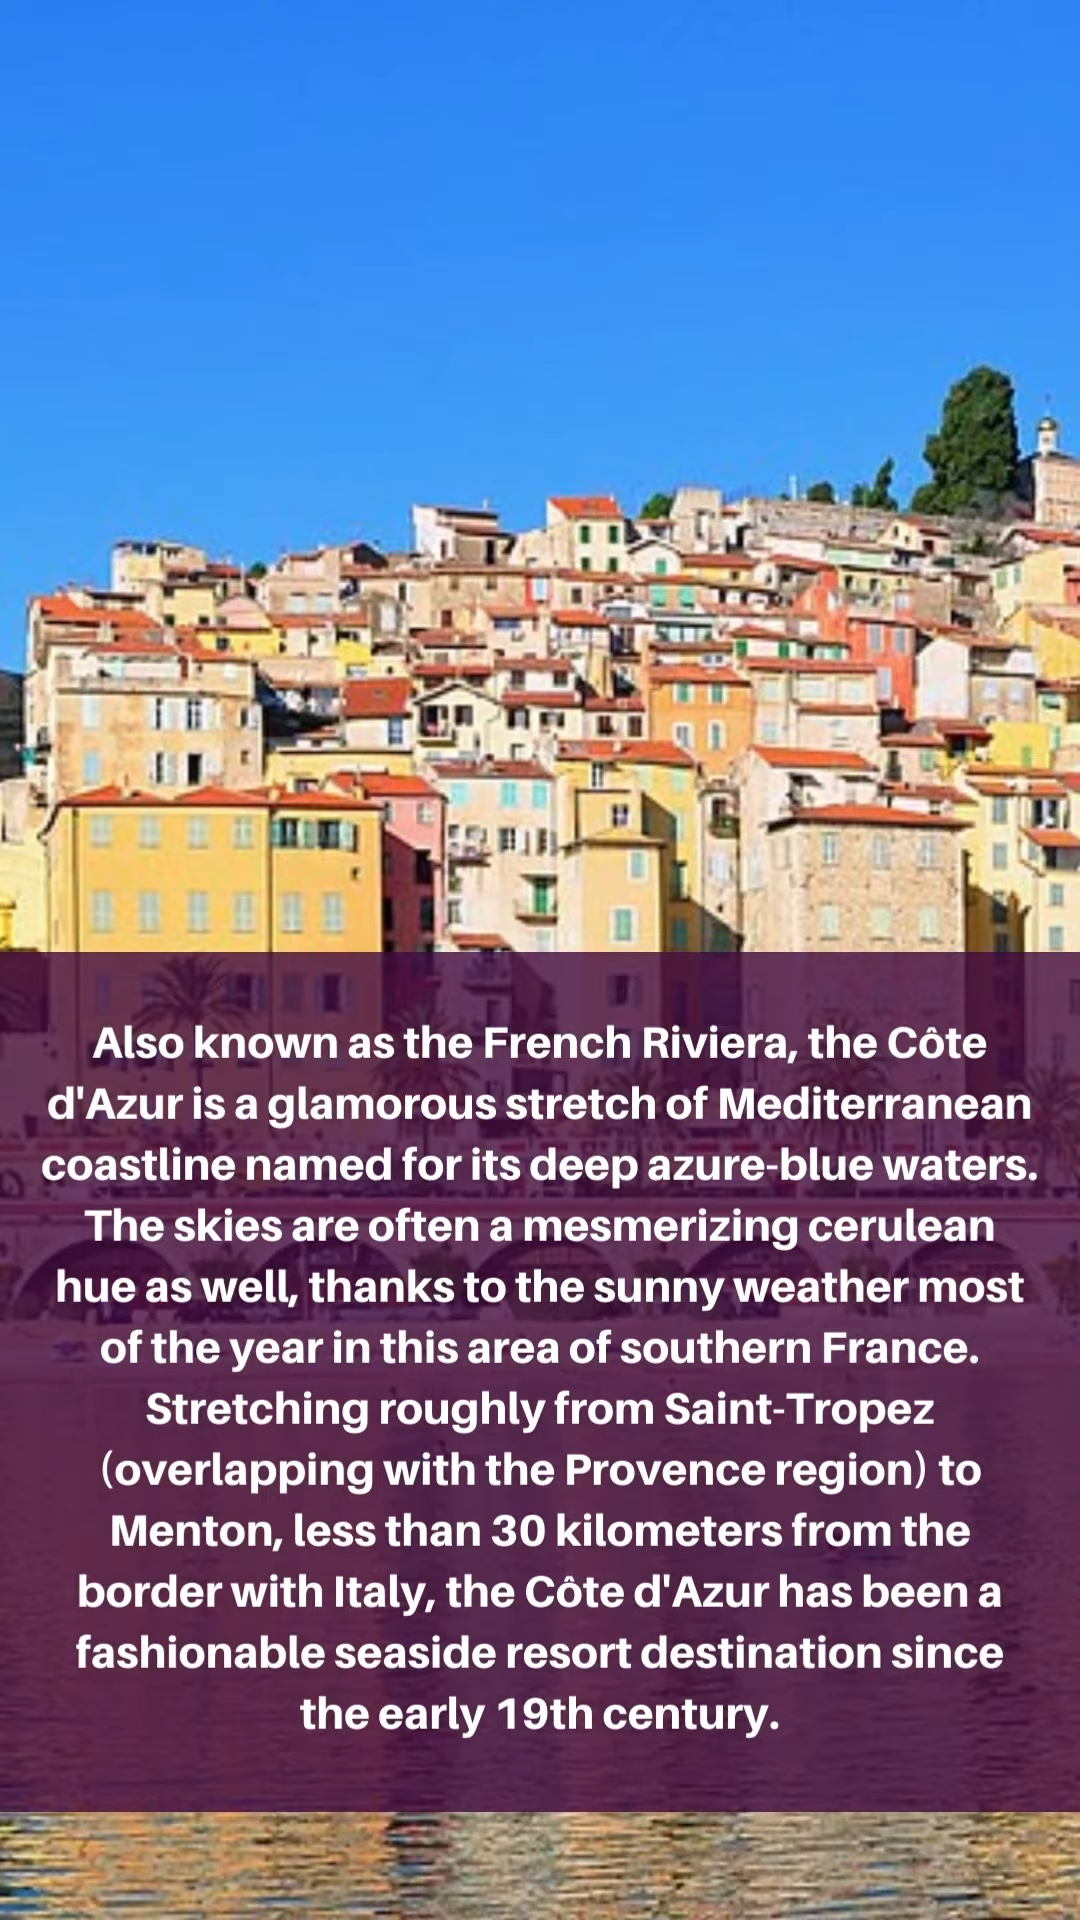 Also known as the French Riviera, the Côte
d'Azur is a glamorous stretch of Mediterranean
coastline named for its deep azure-blue waters.
The skies are often a mesmerizing cerulean
hue as well, thanks to the sunny weather most
of the year in this area of southern France.
Stretching roughly from Saint-Tropez
(overlapping with the Provence region) to
Menton, less than 30 kilometers from the
border with Italy, the Côte d'Azur has been a
fashionable seaside resort destination since
the early 19th century.